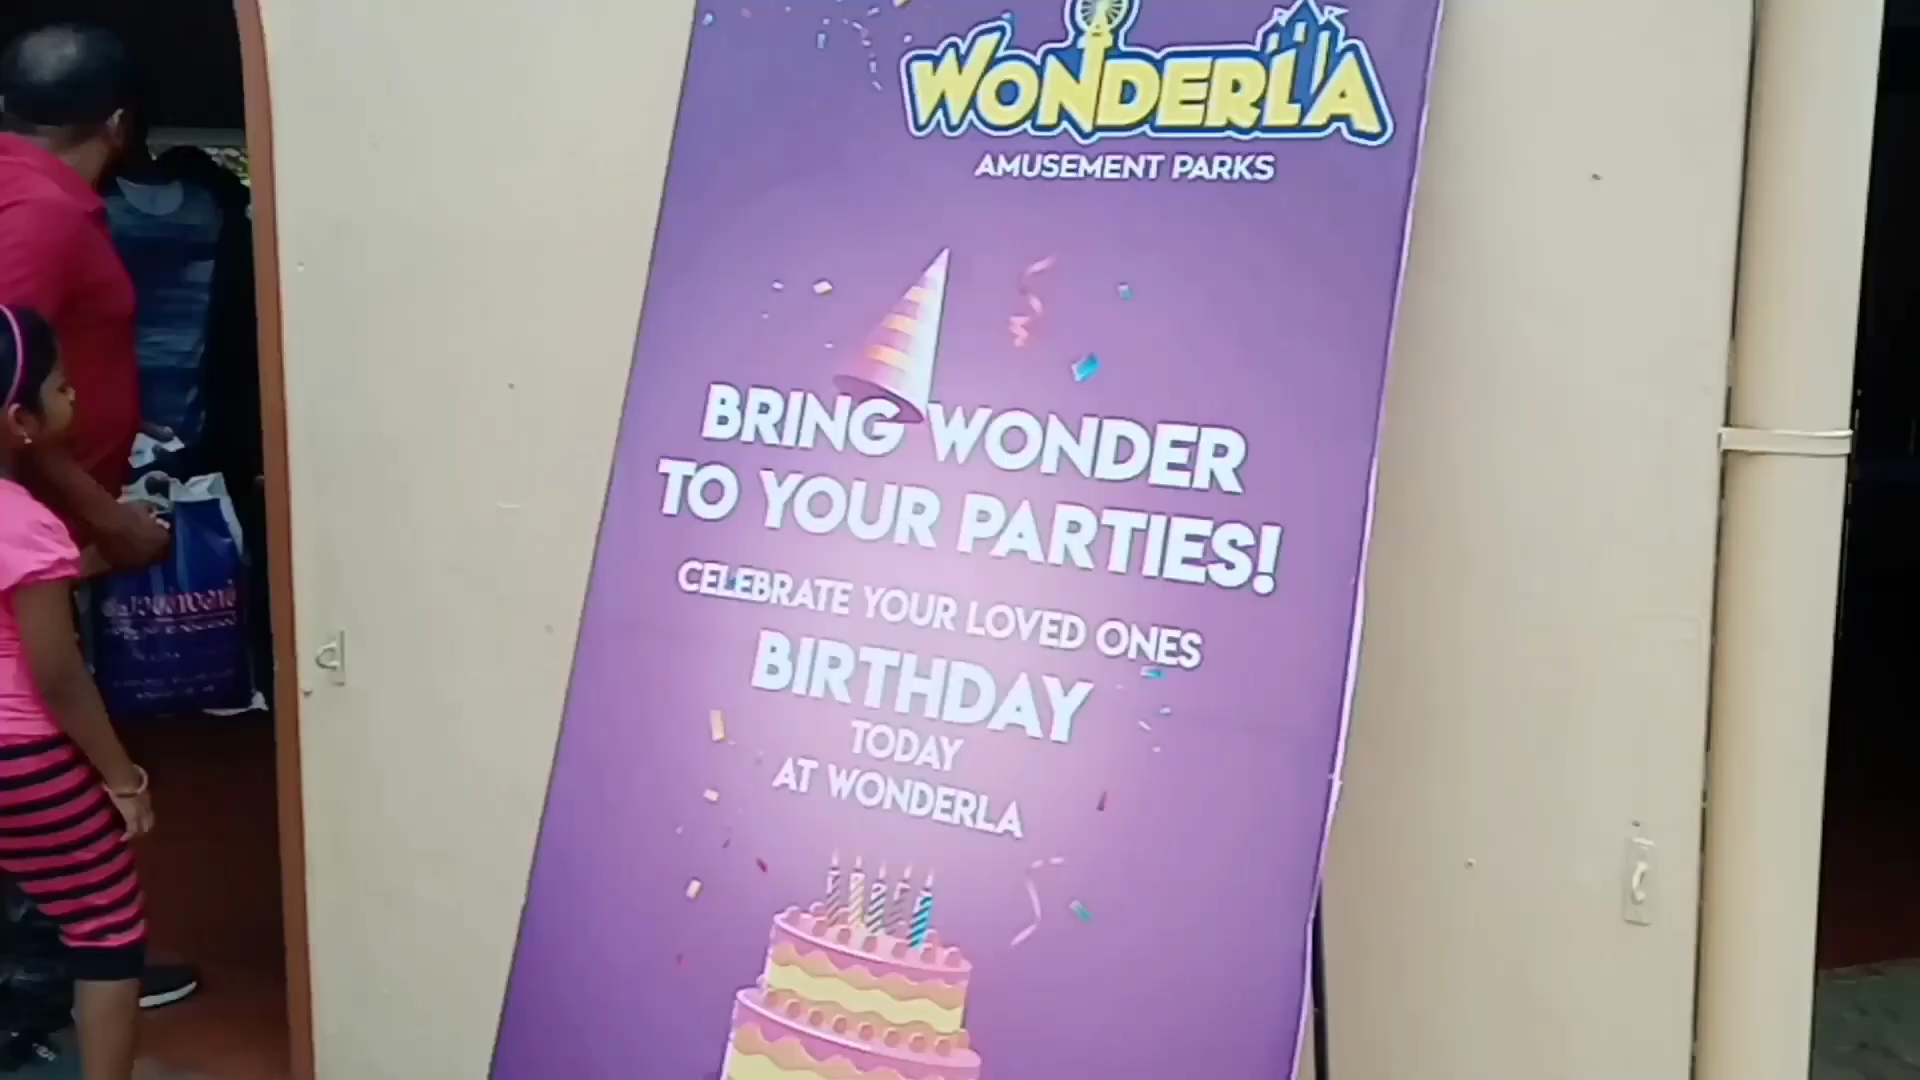 WONDERLA
AMUSEMENT PARKS
BRING WONDER
TO YOUR PARTIES!
CELEBRATE YOUR LOVED ONES
BIRTHDAY
TODAY
AT WONDERLA